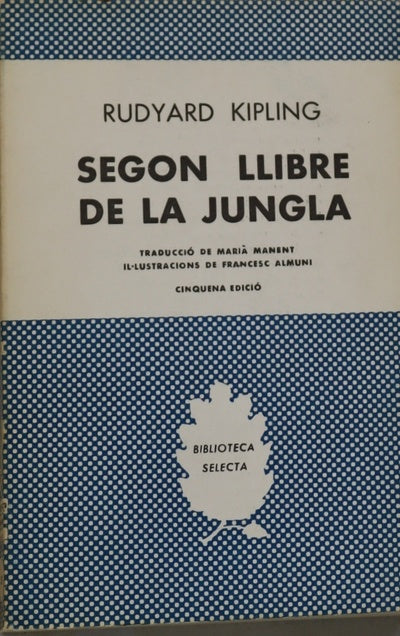 RUDYARD KIPLING
SEGON LLIBRE
DE LA JUNGLA
TRADUCCIÓ DE MARIÀ MANENT
IL·LUSTRACIONS DE FRANCESC ALMUNI
CINQUENA EDICIÓ
BIBLIOTECA
SELECTA